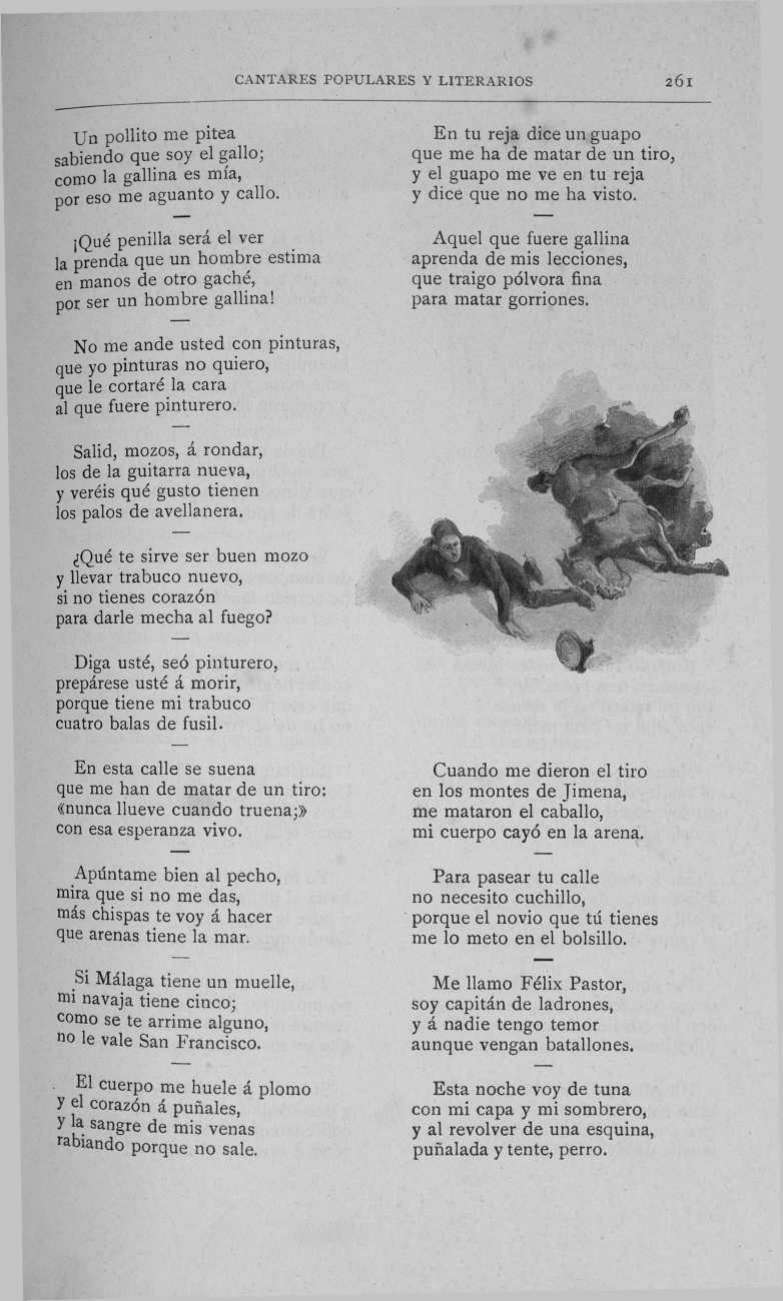 CANTARES POPULARES Y LITERARIOS 261
Un pollito me pitea
sabiendo que soy el gallo;
como la gallina es mía,
por eso me aguanto y callo.
¡Qué penilla será el ver
la prenda que un hombre estima
en manos de otro gaché,
por ser un hombre gallina!
No me ande usted con pinturas,
que yo pinturas no quiero,
que le cortaré la cara
al que fuere pinturero.
Salid, mozos, á rondar,
los de la guitarra nueva,
y veréis qué gusto tienen
los palos de avellanera.
¿Qué te sirve ser buen mozo
y llevar trabuco nuevo,
si no tienes corazón
para darle mecha al fuego?
Diga usté, seó pinturero,
prepárese usté á morir,
porque tiene mi trabuco
cuatro balas de fusil.
En esta calle se suena
que me han de matar de un tiro:
«nunca llueve cuando truena;»
con esa esperanza vivo.
Apúntame bien al pecho,
mira que si no me das,
más chispas te voy á hacer
que arenas tiene la mar.
Si Málaga tiene un muelle,
mi navaja tiene cinco;
como se te arrime alguno,
no le vale San Francisco.
El cuerpo me huele á plomo
y el corazón á puñales,
y la sangre de mis venas
rabiando porque no sale.
En tu reja dice un guapo
que me ha de matar de un tiro,
y el guapo me ve en tu reja
y dice que no me ha visto.
Aquel que fuere gallina
aprenda de mis lecciones,
que traigo pólvora fina
para matar gorriones.
Cuando me dieron el tiro
en los montes de Jimena,
me mataron el caballo,
mi cuerpo cayó en la arena.
Para pasear tu calle
no necesito cuchillo,
porque el novio que tú tienes
me lo meto en el bolsillo.
Me llamo Félix Pastor,
soy capitán de ladrones,
y á nadie tengo temor
aunque vengan batallones.
Esta noche voy de tuna
con mi capa y mi sombrero,
y al revolver de una esquina,
puñalada y tente, perro.